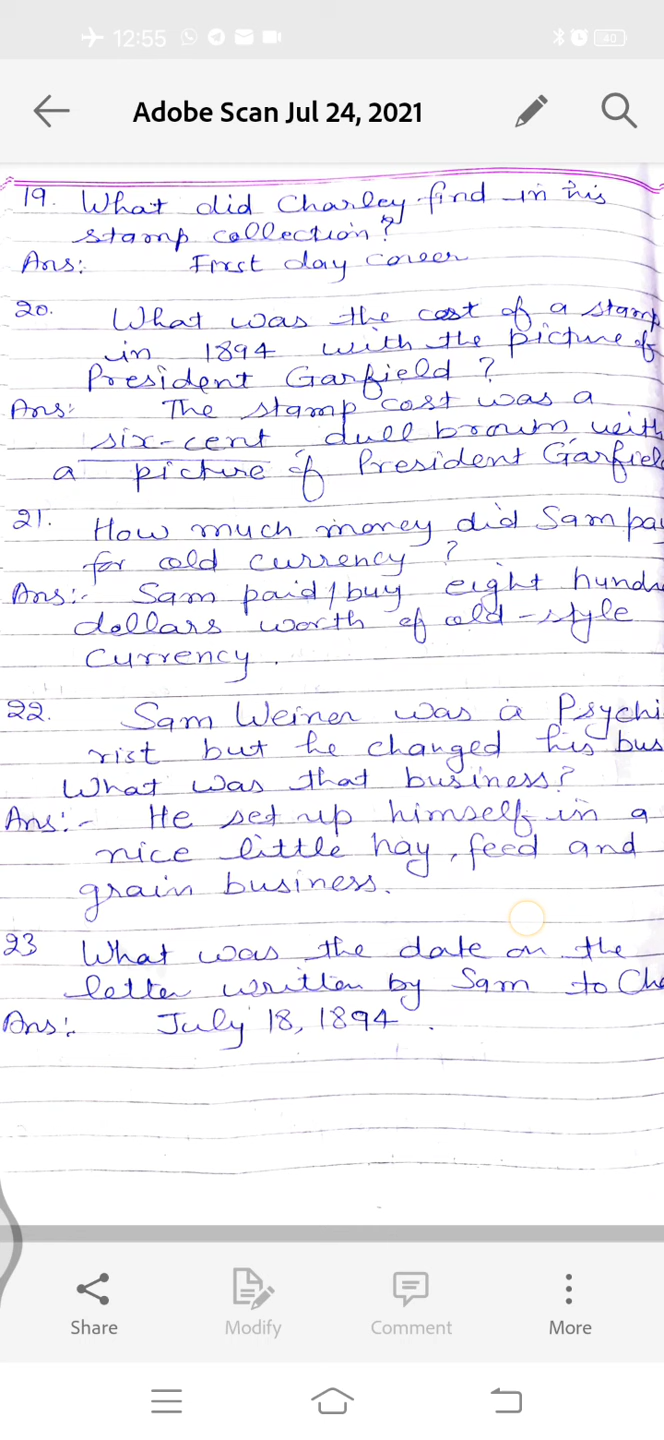 12:55
40
Adobe Scan Jul 24, 2021
19. What did Charley find in his
stamp collection?
Ans: First day cover
20. What was the cost of a stamp
in 1894 with the picture of
President Garfield ?
Ans: The stamp cost was a
six-cent, dull brown with
a picture of President Garfiel
21. How much money did Sam pay
for old currency ?
Ans:- Sam paid/buy eight hund
dollars worth of old-style
currency.
22. Sam Weiner was a Psychi
rist but he changed his bus
What was that business?
Ans:- He set up himself in a
nice little hay, feed and
grain business.
23 What was the date on the
letter written by Sam to Cha
Ans:. July 18, 1894.
Share
Modify
Comment
More